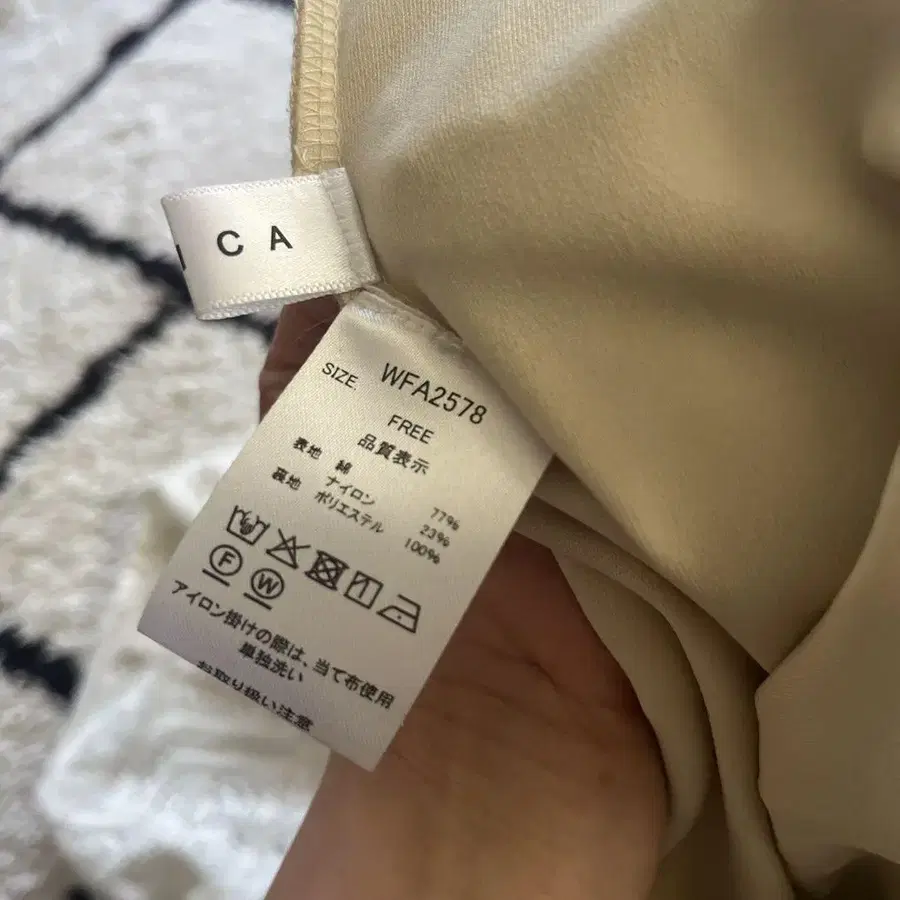 CA
SIZE. WFA2578
FREE
品質表示
表地 綿 77%
ナイロン 23%
裏地 ポリエステル 100%
F W
アイロン掛けの際は、当て布使用
単独洗い
お取り扱い注意